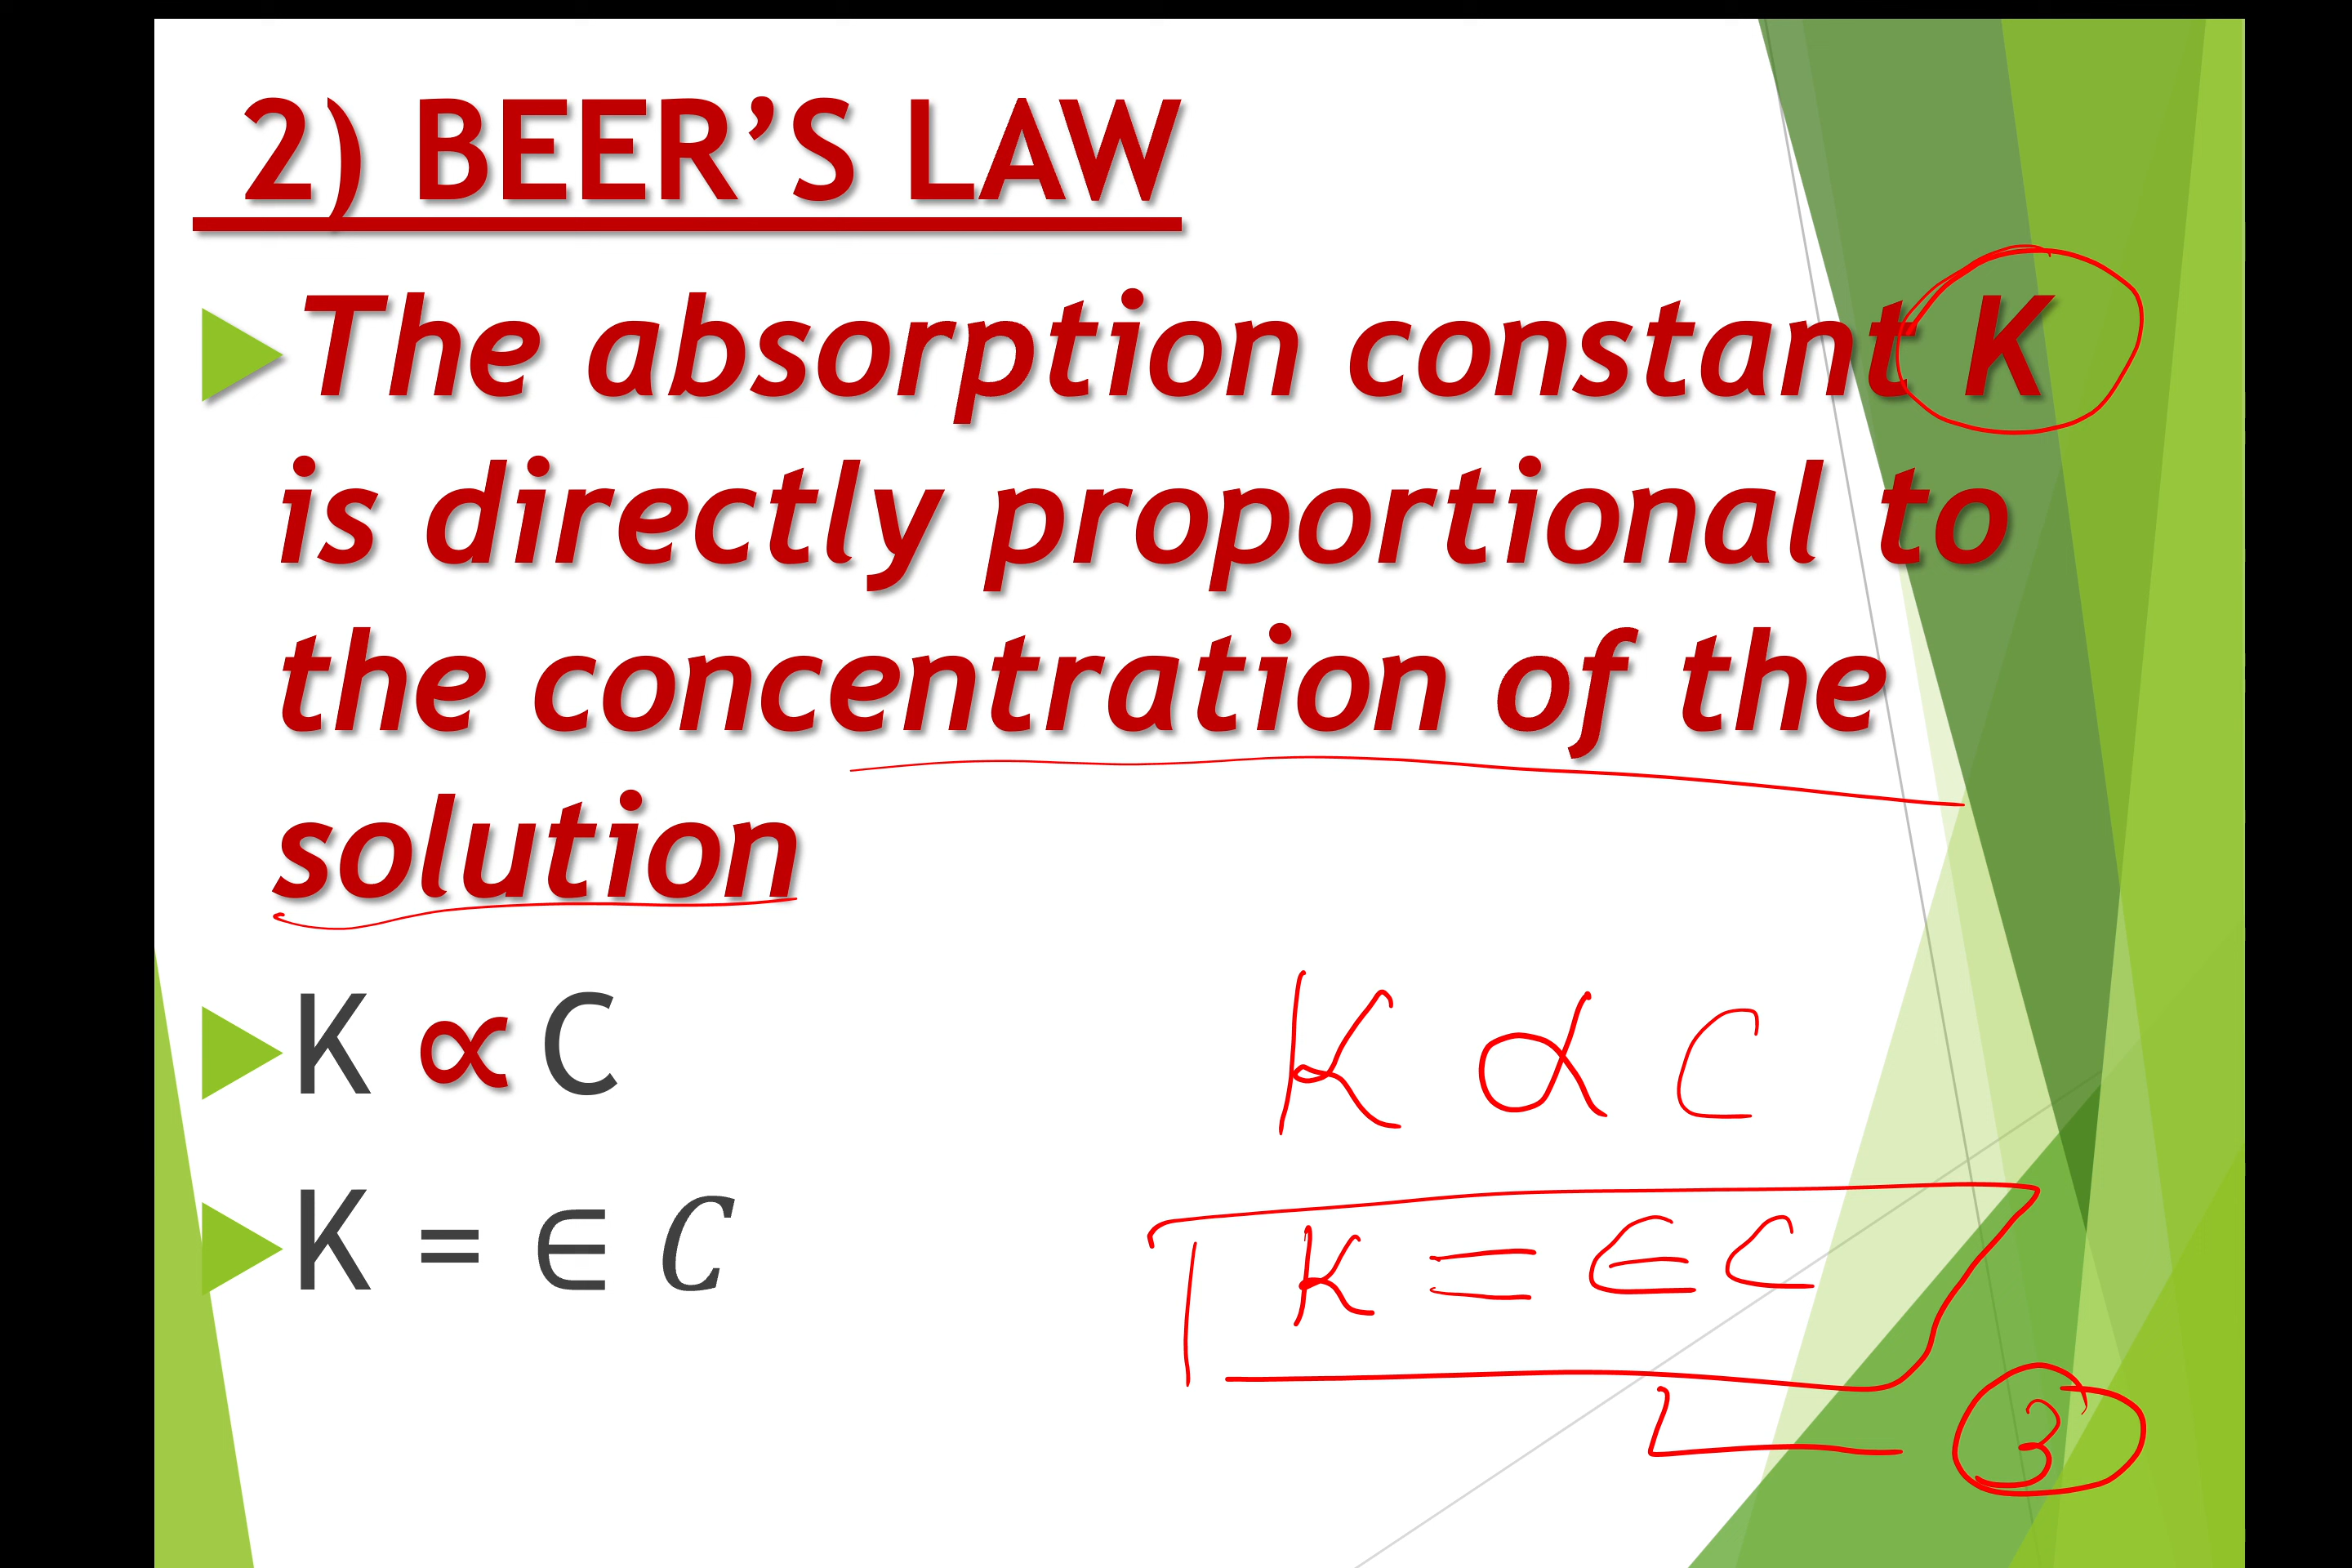 2) BEER’S LAW
The absorption constant K
is directly proportional to
the concentration of the
solution
K ∝ C
K ∝ C
K = ∈ C
K = ∈ C
3